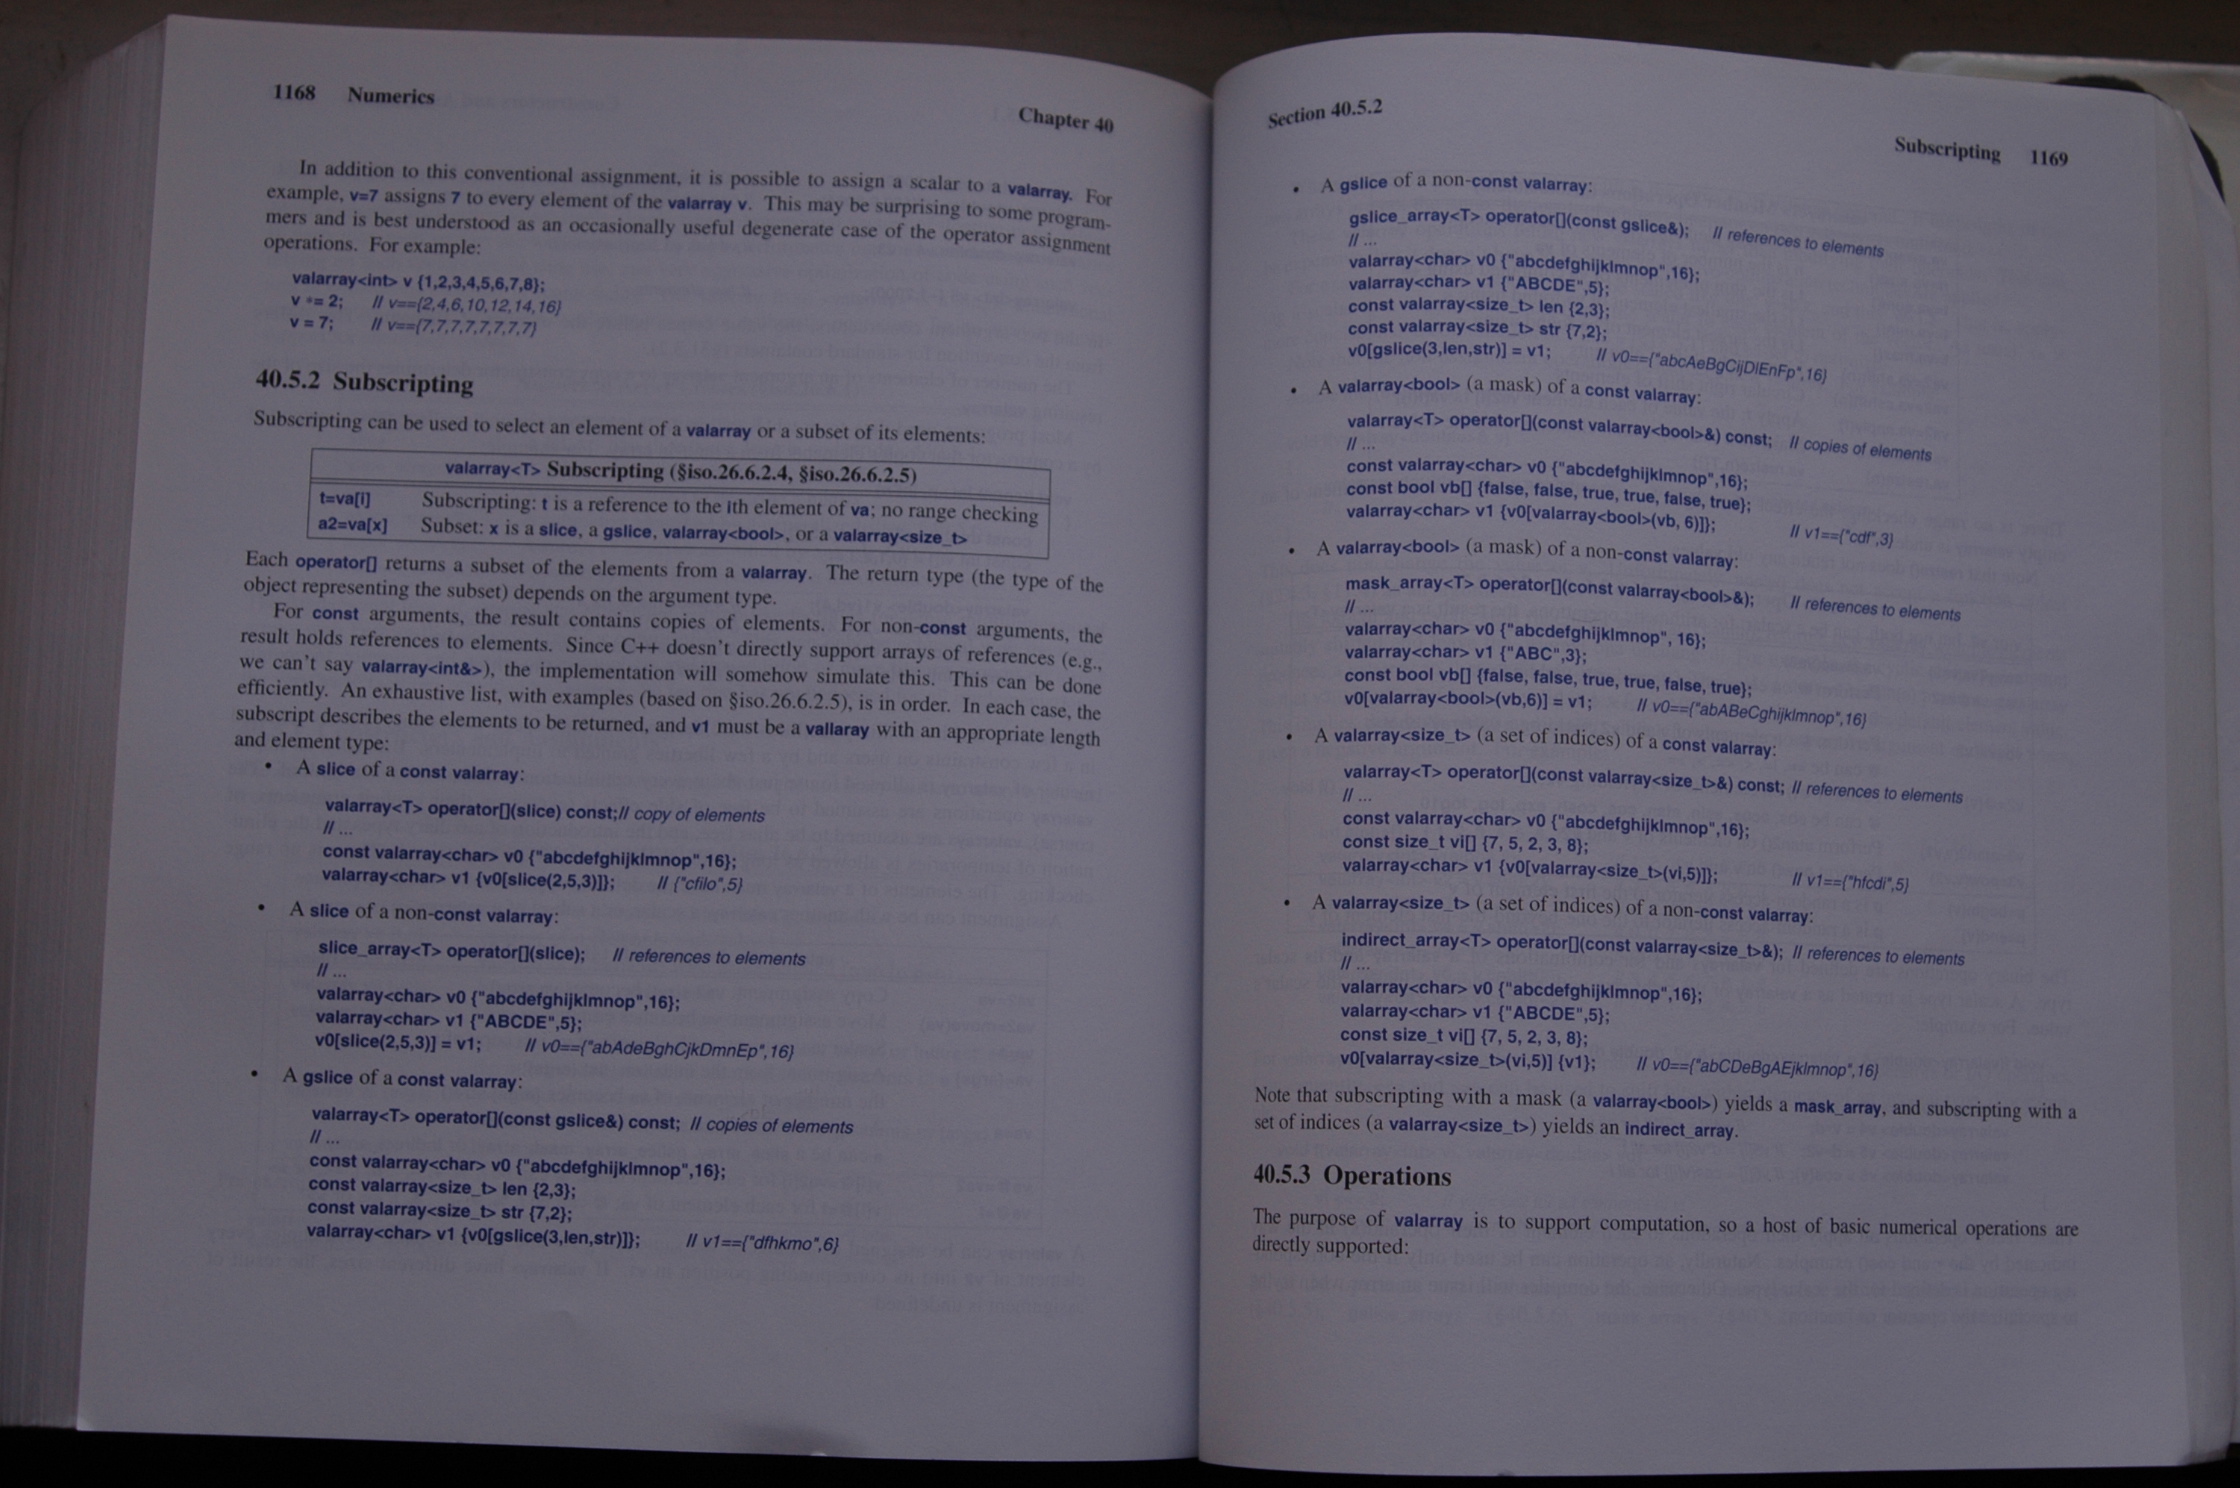 1168 Numerics Chapter 40
In addition to this conventional assignment, it is possible to assign a scalar to a valarray. For
example, v=7 assigns 7 to every element of the valarray v. This may be surprising to some program-
mers and is best understood as an occasionally useful degenerate case of the operator assignment
operations. For example:
valarray<int> v {1,2,3,4,5,6,7,8};
v *= 2; // v=={2,4,6,10,12,14,16}
v = 7; // v=={7,7,7,7,7,7,7,7}
40.5.2 Subscripting
Subscripting can be used to select an element of a valarray or a subset of its elements:
valarray<T> Subscripting (§iso.26.6.2.4, §iso.26.6.2.5)
t=va[i] Subscripting: t is a reference to the ith element of va; no range checking
a2=va[x] Subset: x is a slice, a gslice, valarray<bool>, or a valarray<size_t>
Each operator[] returns a subset of the elements from a valarray. The return type (the type of the
object representing the subset) depends on the argument type.
For const arguments, the result contains copies of elements. For non-const arguments, the
result holds references to elements. Since C++ doesn't directly support arrays of references (e.g.,
we can't say valarray<int&>), the implementation will somehow simulate this. This can be done
efficiently. An exhaustive list, with examples (based on §iso.26.6.2.5), is in order. In each case, the
subscript describes the elements to be returned, and v1 must be a vallaray with an appropriate length
and element type:
• A slice of a const valarray:
valarray<T> operator[](slice) const;// copy of elements
// ...
const valarray<char> v0 {"abcdefghijklmnop",16};
valarray<char> v1 {v0[slice(2,5,3)]}; // {"cfilo",5}
• A slice of a non-const valarray:
slice_array<T> operator[](slice); // references to elements
// ...
valarray<char> v0 {"abcdefghijklmnop",16};
valarray<char> v1 {"ABCDE",5};
v0[slice(2,5,3)] = v1; // v0=={"abAdeBghCjkDmnEp",16}
• A gslice of a const valarray:
valarray<T> operator[](const gslice&) const; // copies of elements
// ...
const valarray<char> v0 {"abcdefghijklmnop",16};
const valarray<size_t> len {2,3};
const valarray<size_t> str {7,2};
valarray<char> v1 {v0[gslice(3,len,str)]}; // v1=={"dfhkmo",6}
Section 40.5.2 Subscripting 1169
• A gslice of a non-const valarray:
gslice_array<T> operator[](const gslice&); // references to elements
// ...
valarray<char> v0 {"abcdefghijklmnop",16};
valarray<char> v1 {"ABCDE",5};
const valarray<size_t> len {2,3};
const valarray<size_t> str {7,2};
v0[gslice(3,len,str)] = v1; // v0=={"abcAeBgCijDlEnFp",16}
• A valarray<bool> (a mask) of a const valarray:
valarray<T> operator[](const valarray<bool>&) const; // copies of elements
// ...
const valarray<char> v0 {"abcdefghijklmnop",16};
const bool vb[] {false, false, true, true, false, true};
valarray<char> v1 {v0[valarray<bool>(vb, 6)]}; // v1=={"cdf",3}
• A valarray<bool> (a mask) of a non-const valarray:
mask_array<T> operator[](const valarray<bool>&); // references to elements
// ...
valarray<char> v0 {"abcdefghijklmnop", 16};
valarray<char> v1 {"ABC",3};
const bool vb[] {false, false, true, true, false, true};
v0[valarray<bool>(vb,6)] = v1; // v0=={"abABeCghijklmnop",16}
• A valarray<size_t> (a set of indices) of a const valarray:
valarray<T> operator[](const valarray<size_t>&) const; // references to elements
// ...
const valarray<char> v0 {"abcdefghijklmnop",16};
const size_t vi[] {7, 5, 2, 3, 8};
valarray<char> v1 {v0[valarray<size_t>(vi,5)]}; // v1=={"hfcdi",5}
• A valarray<size_t> (a set of indices) of a non-const valarray:
indirect_array<T> operator[](const valarray<size_t>&); // references to elements
// ...
valarray<char> v0 {"abcdefghijklmnop",16};
valarray<char> v1 {"ABCDE",5};
const size_t vi[] {7, 5, 2, 3, 8};
v0[valarray<size_t>(vi,5)] {v1}; // v0=={"abCDeBgAEjklmnop",16}
Note that subscripting with a mask (a valarray<bool>) yields a mask_array, and subscripting with a
set of indices (a valarray<size_t>) yields an indirect_array.
40.5.3 Operations
The purpose of valarray is to support computation, so a host of basic numerical operations are
directly supported: